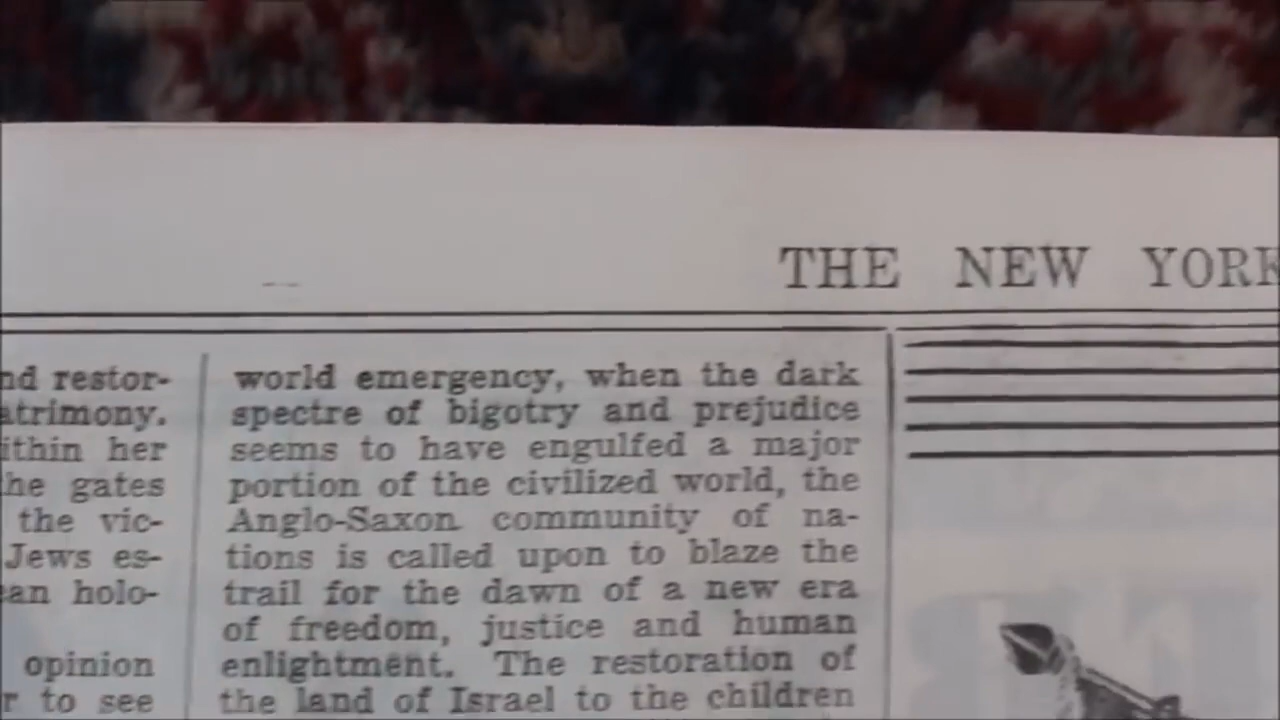 THE NEW YORK
nd restor-
atrimony.
ithin her
he gates
the vic-
Jews es-
an holo-
opinion
r to see
world emergency, when the dark
spectre of bigotry and prejudice
seems to have engulfed a major
portion of the civilized world, the
Anglo-Saxon community of na-
tions is called upon to blaze the
trail for the dawn of a new era
of freedom, justice and human
enlightment. The restoration of
the land of Israel to the children